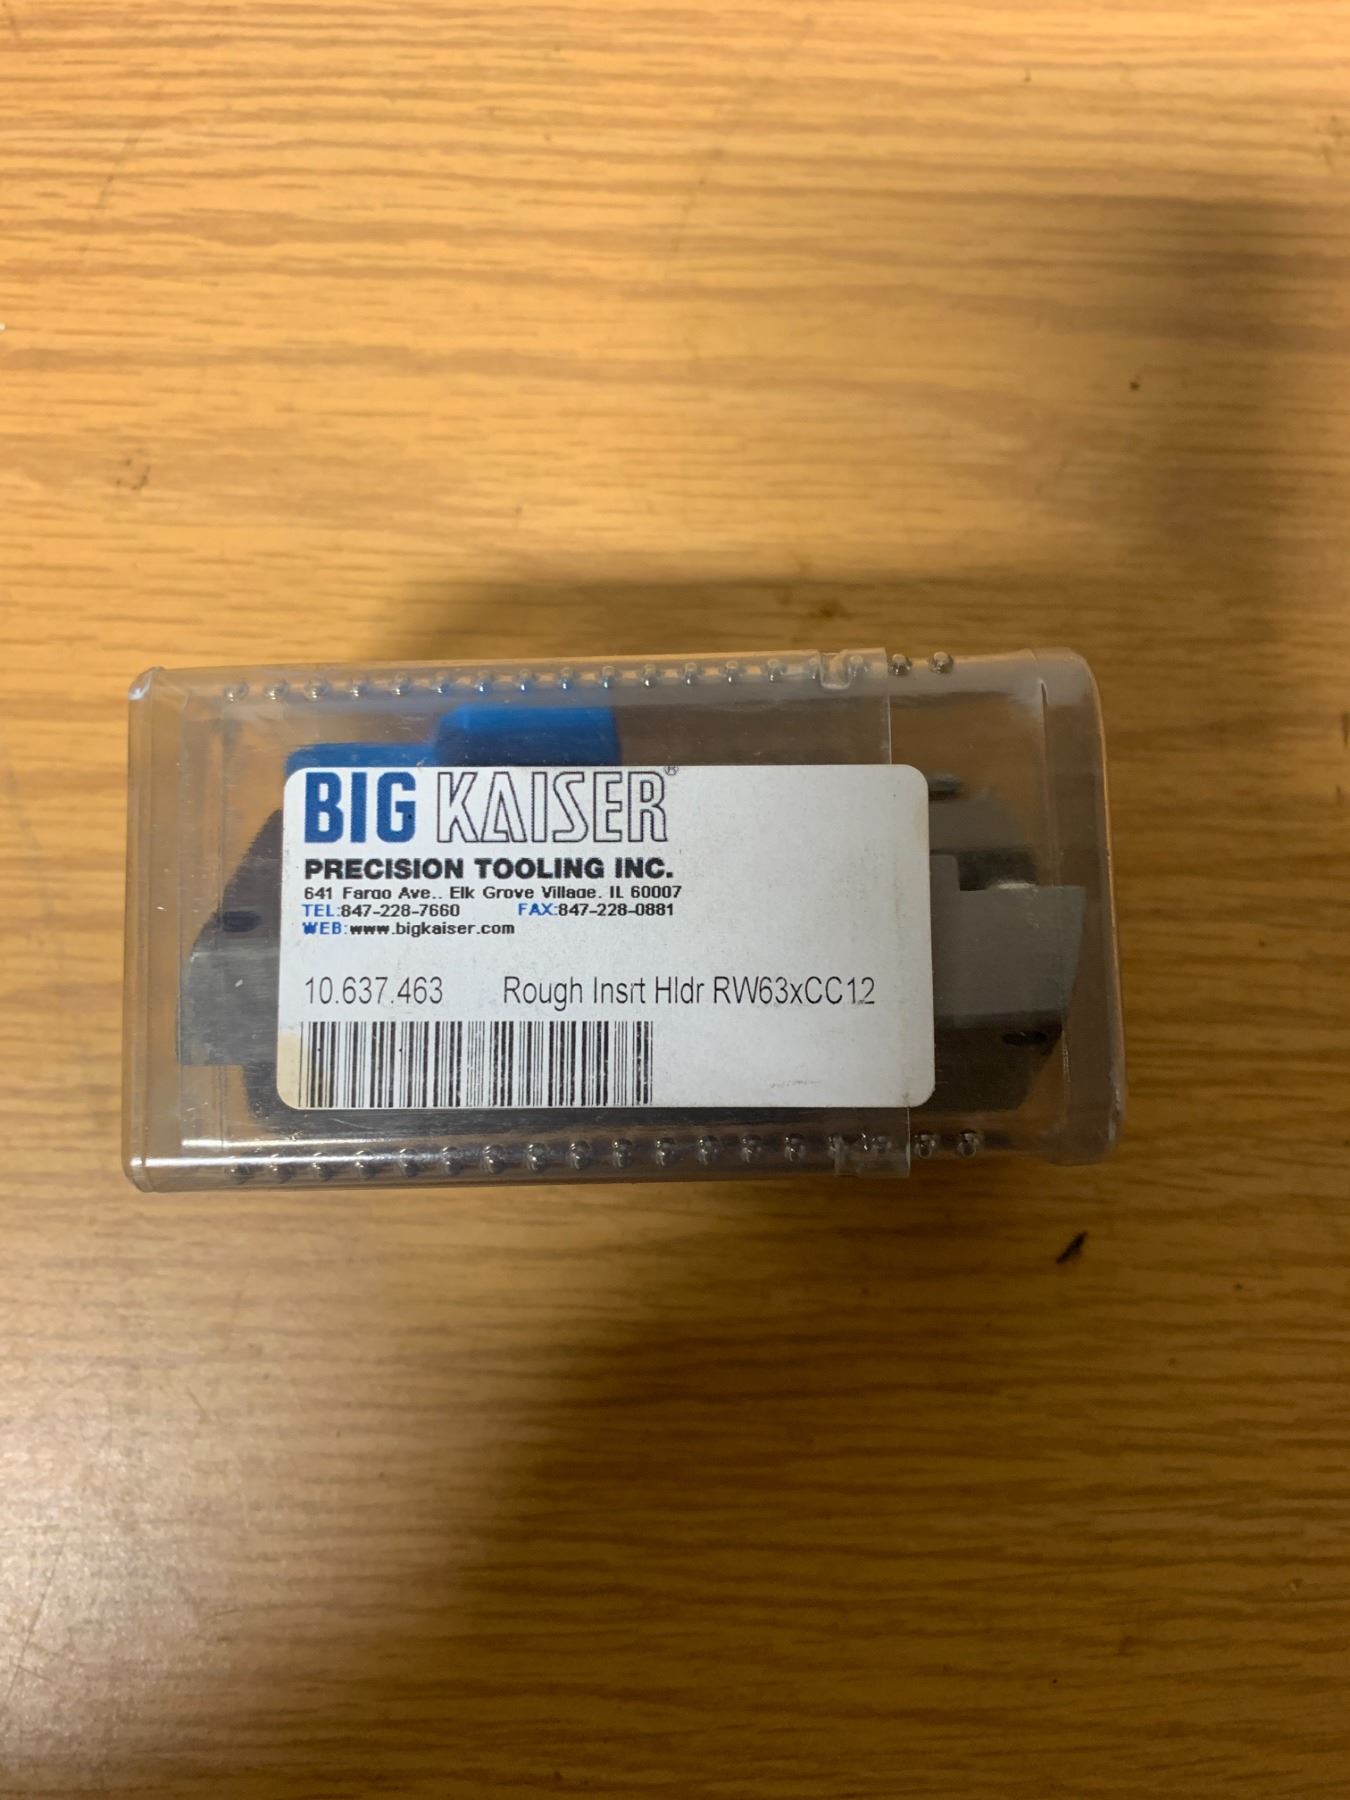 BIG KAISER®
PRECISION TOOLING INC.
641 Fargo Ave., Elk Grove Village, IL 60007
TEL:847-228-7660 FAX:847-228-0881
WEB:www.bigkaiser.com
10.637.463 Rough Insrt Hldr RW63xCC12